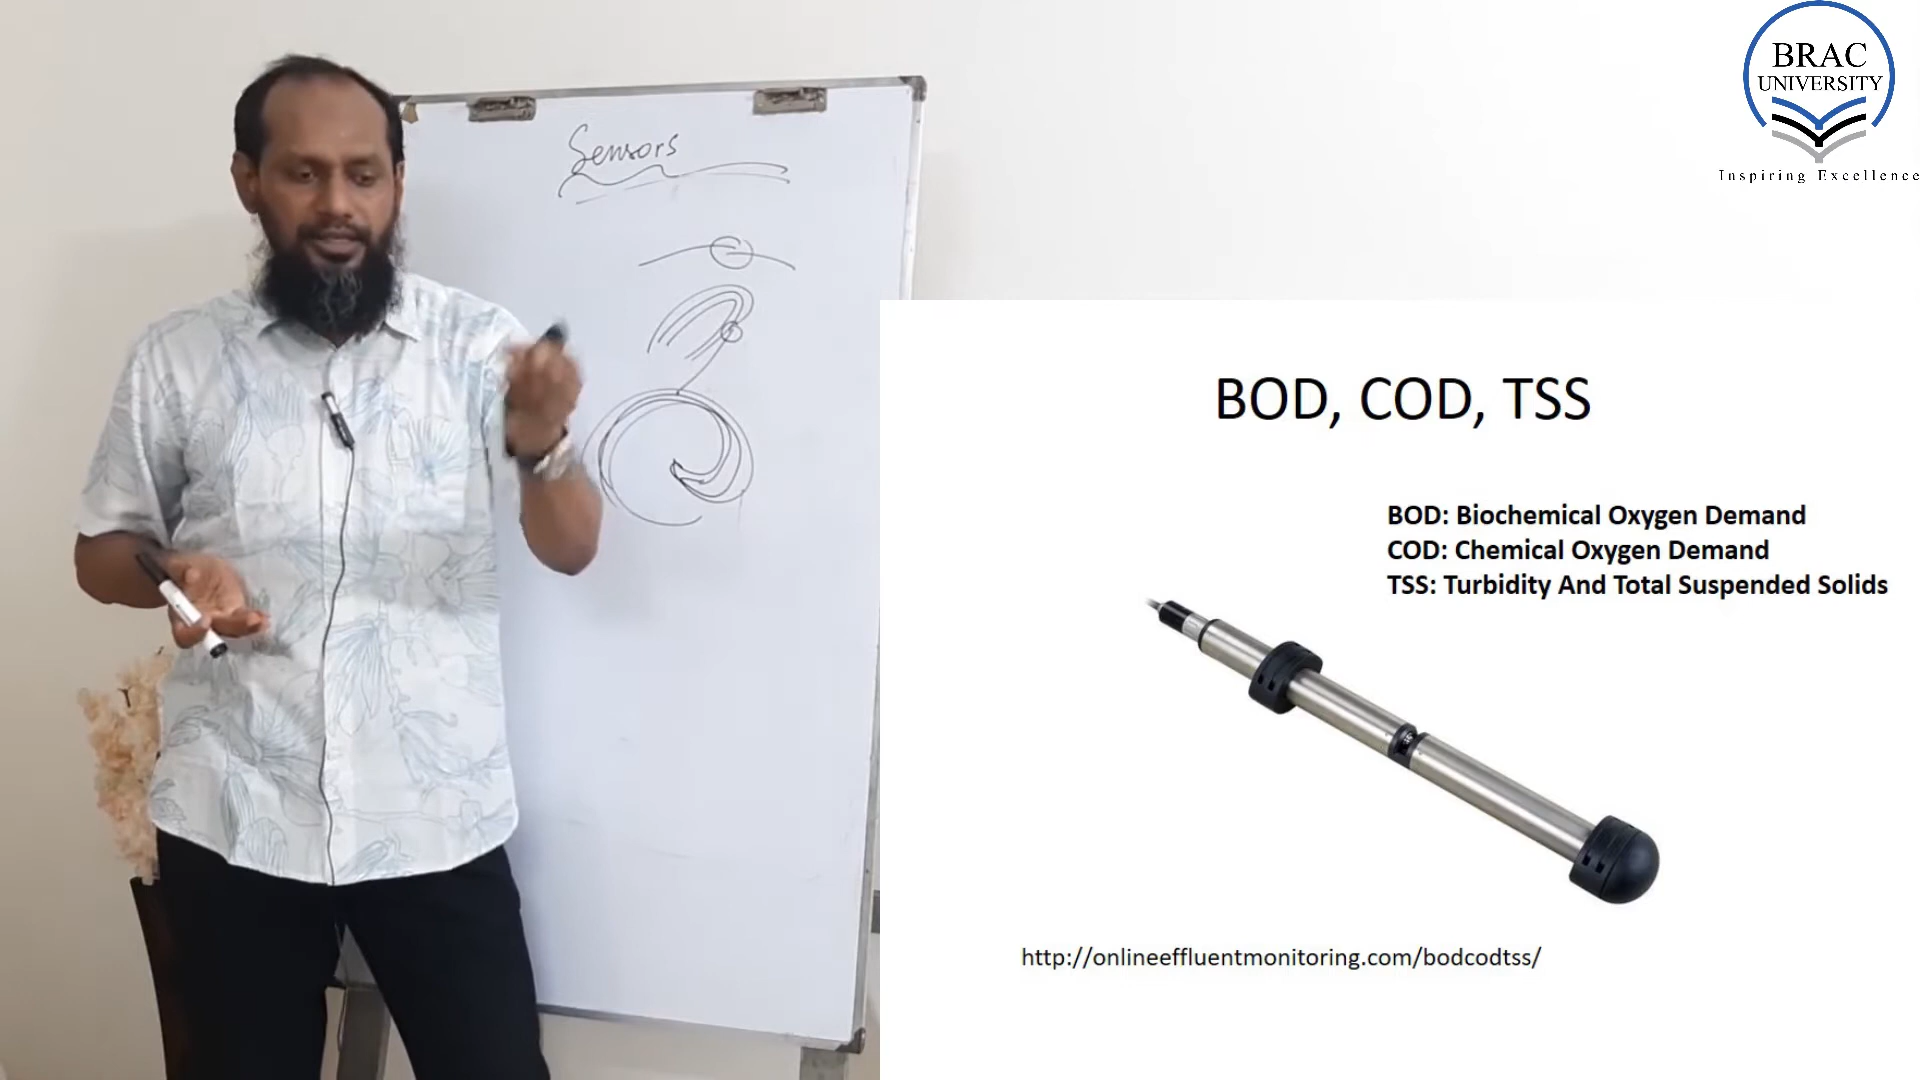 BRAC
UNIVERSITY
Inspiring Excellence
Sensors
BOD, COD, TSS
BOD: Biochemical Oxygen Demand
COD: Chemical Oxygen Demand
TSS: Turbidity And Total Suspended Solids
http://onlineeffluentmonitoring.com/bodcodtss/